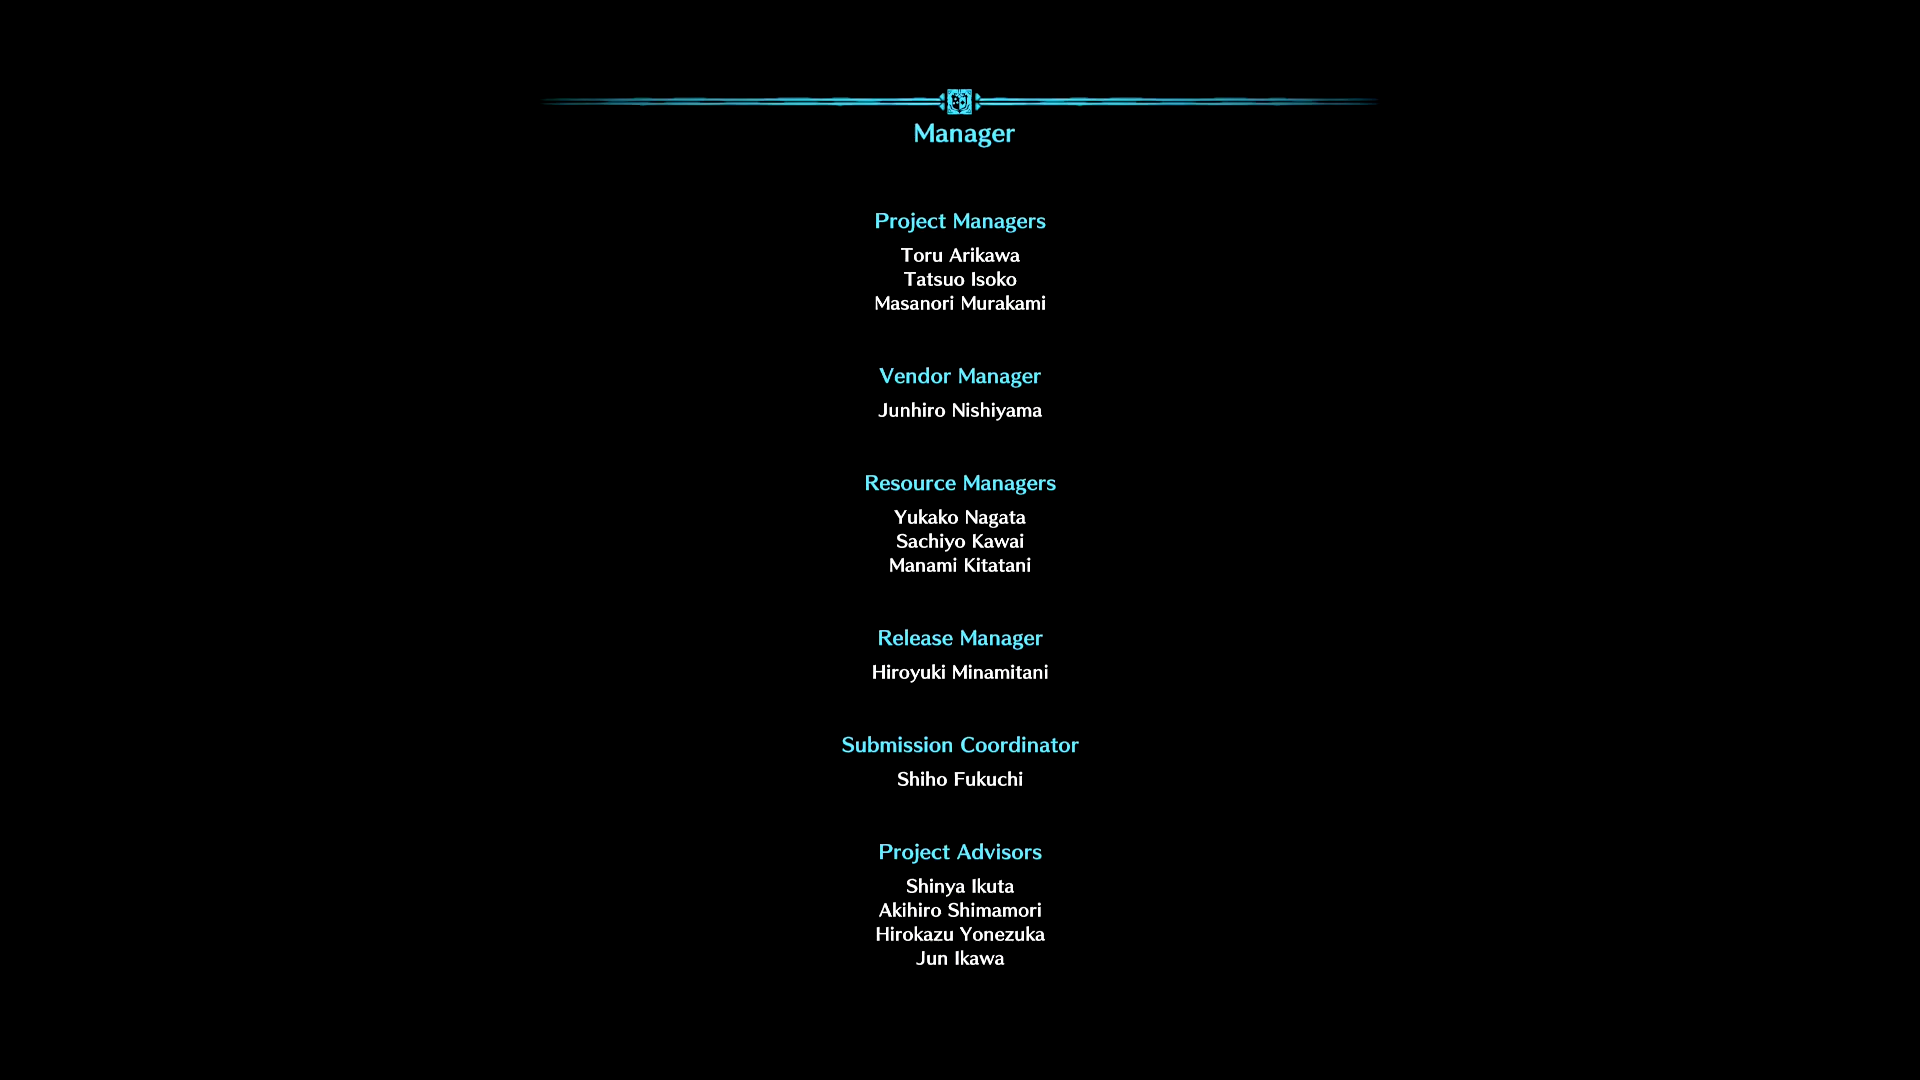 Manager
Project Managers
Toru Arikawa
Tatsuo Isoko
Masanori Murakami
Vendor Manager
Junhiro Nishiyama
Resource Managers
Yukako Nagata
Sachiyo Kawai
Manami Kitatani
Release Manager
Hiroyuki Minamitani
Submission Coordinator
Shiho Fukuchi
Project Advisors
Shinya Ikuta
Akihiro Shimamori
Hirokazu Yonezuka
Jun Ikawa